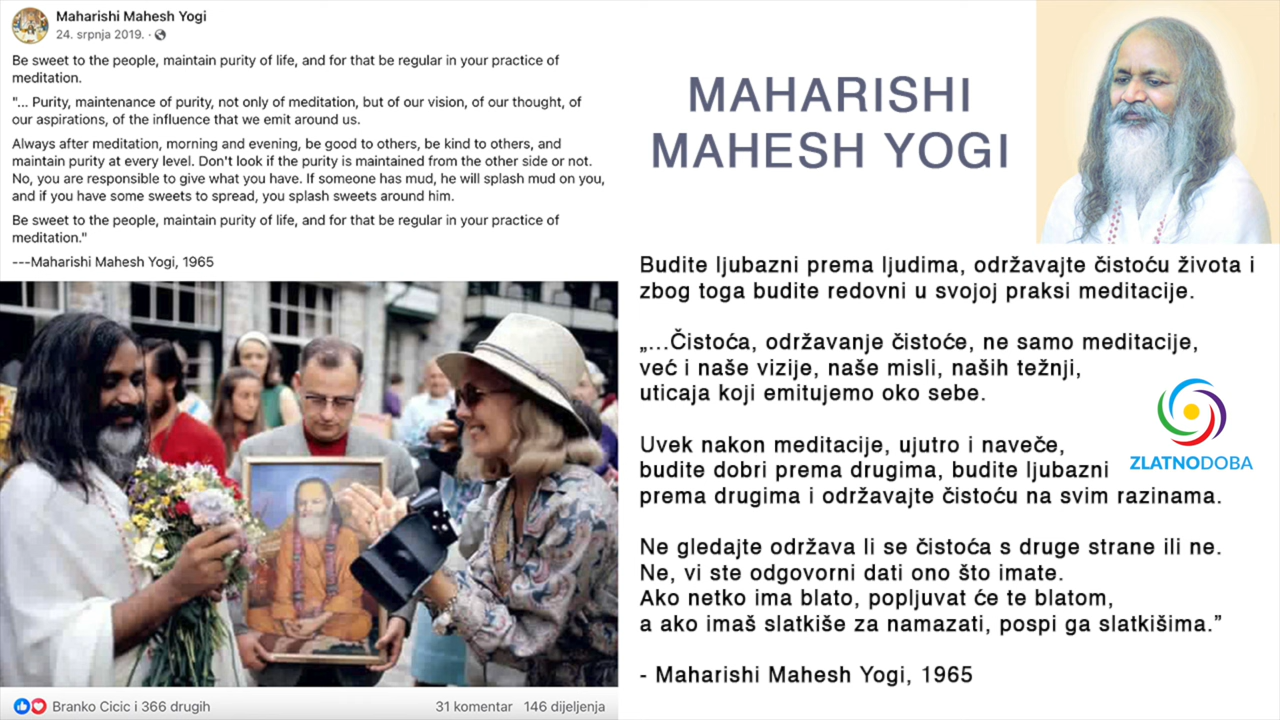 Maharishi Mahesh Yogi
24. srpnja 2019. ·
Be sweet to the people, maintain purity of life, and for that be regular in your practice of
meditation.
"... Purity, maintenance of purity, not only of meditation, but of our vision, of our thought, of
our aspirations, of the influence that we emit around us.
Always after meditation, morning and evening, be good to others, be kind to others, and
maintain purity at every level. Don't look if the purity is maintained from the other side or not.
No, you are responsible to give what you have. If someone has mud, he will splash mud on you,
and if you have some sweets to spread, you splash sweets around him.
Be sweet to the people, maintain purity of life, and for that be regular in your practice of
meditation."
---Maharishi Mahesh Yogi, 1965
Branko Cicic i 366 drugih
31 komentar 146 dijeljenja
MAHARISHI
MAHESH YOGI
Budite ljubazni prema ljudima, održavajte čistoću života i
zbog toga budite redovni u svojoj praksi meditacije.
„...Čistoća, održavanje čistoće, ne samo meditacije,
već i naše vizije, naše misli, naših težnji,
uticaja koji emitujemo oko sebe.
Uvek nakon meditacije, ujutro i naveče,
budite dobri prema drugima, budite ljubazni
prema drugima i održavajte čistoću na svim razinama.
ZLATNODOBA
Ne gledajte održava li se čistoća s druge strane ili ne.
Ne, vi ste odgovorni dati ono što imate.
Ako netko ima blato, popljuvat će te blatom,
a ako imaš slatkiše za namazati, pospi ga slatkišima.”
- Maharishi Mahesh Yogi, 1965